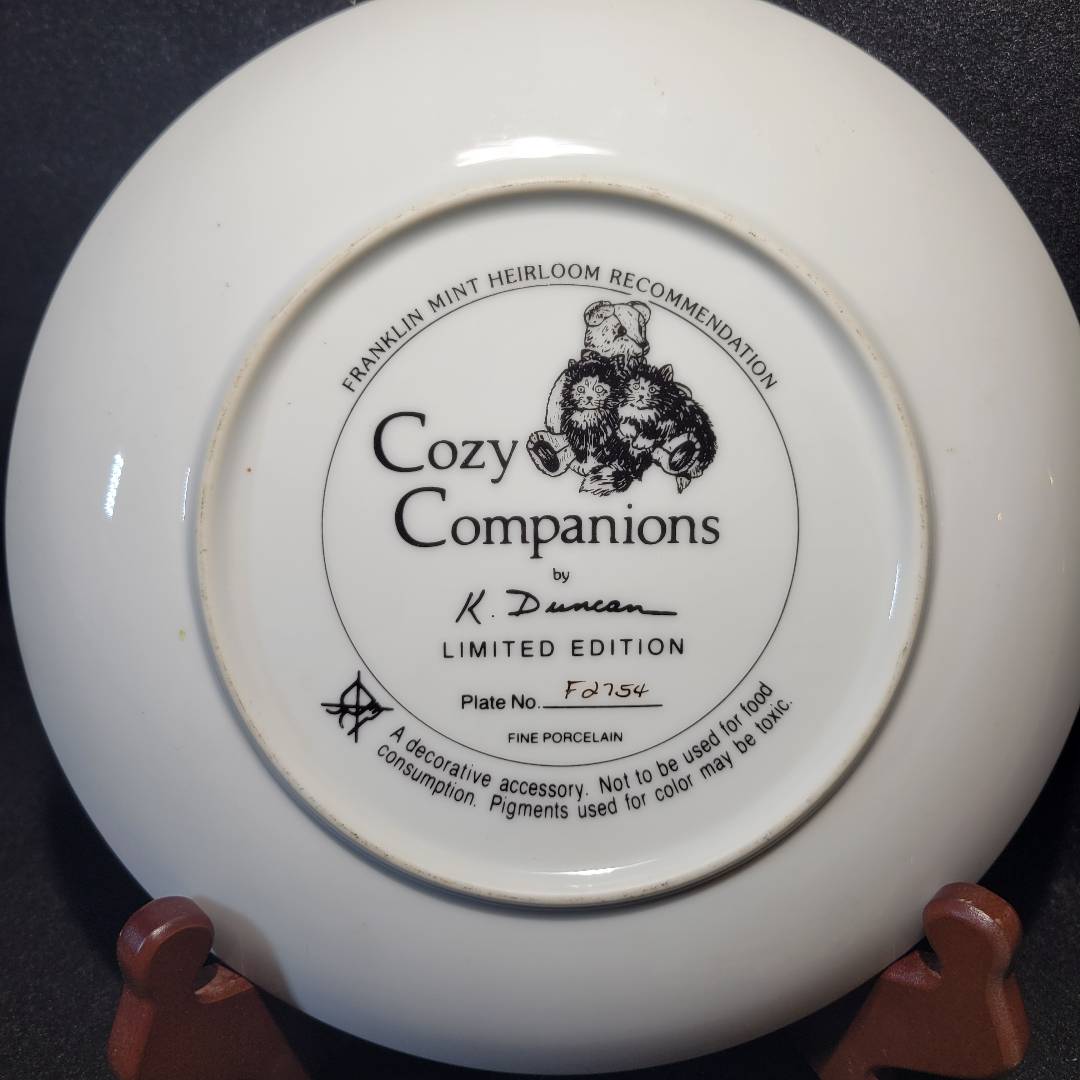 FRANKLIN MINT HEIRLOOM RECOMMENDATION
Cozy
Companions
by
K. Duncan
LIMITED EDITION
Plate No. F2754
FINE PORCELAIN
A decorative accessory. Not to be used for food
consumption. Pigments used for color may be toxic.